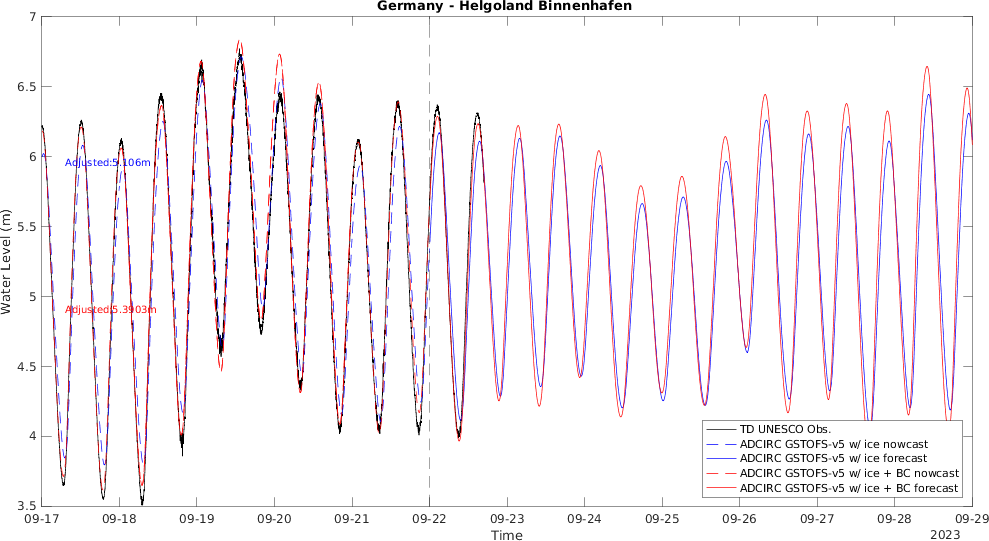 Germany - Helgoland Binnenhafen
7
6.5
6
5.5
5
4.5
4
3.5
Water Level (m)
Adjusted:5.106m
Adjusted:5.3903m
TD UNESCO Obs.
ADCIRC GSTOFS-v5 w/ ice nowcast
ADCIRC GSTOFS-v5 w/ ice forecast
ADCIRC GSTOFS-v5 w/ ice + BC nowcast
ADCIRC GSTOFS-v5 w/ ice + BC forecast
09-17 09-18 09-19 09-20 09-21 09-22 09-23 09-24 09-25 09-26 09-27 09-28 09-29
Time
2023